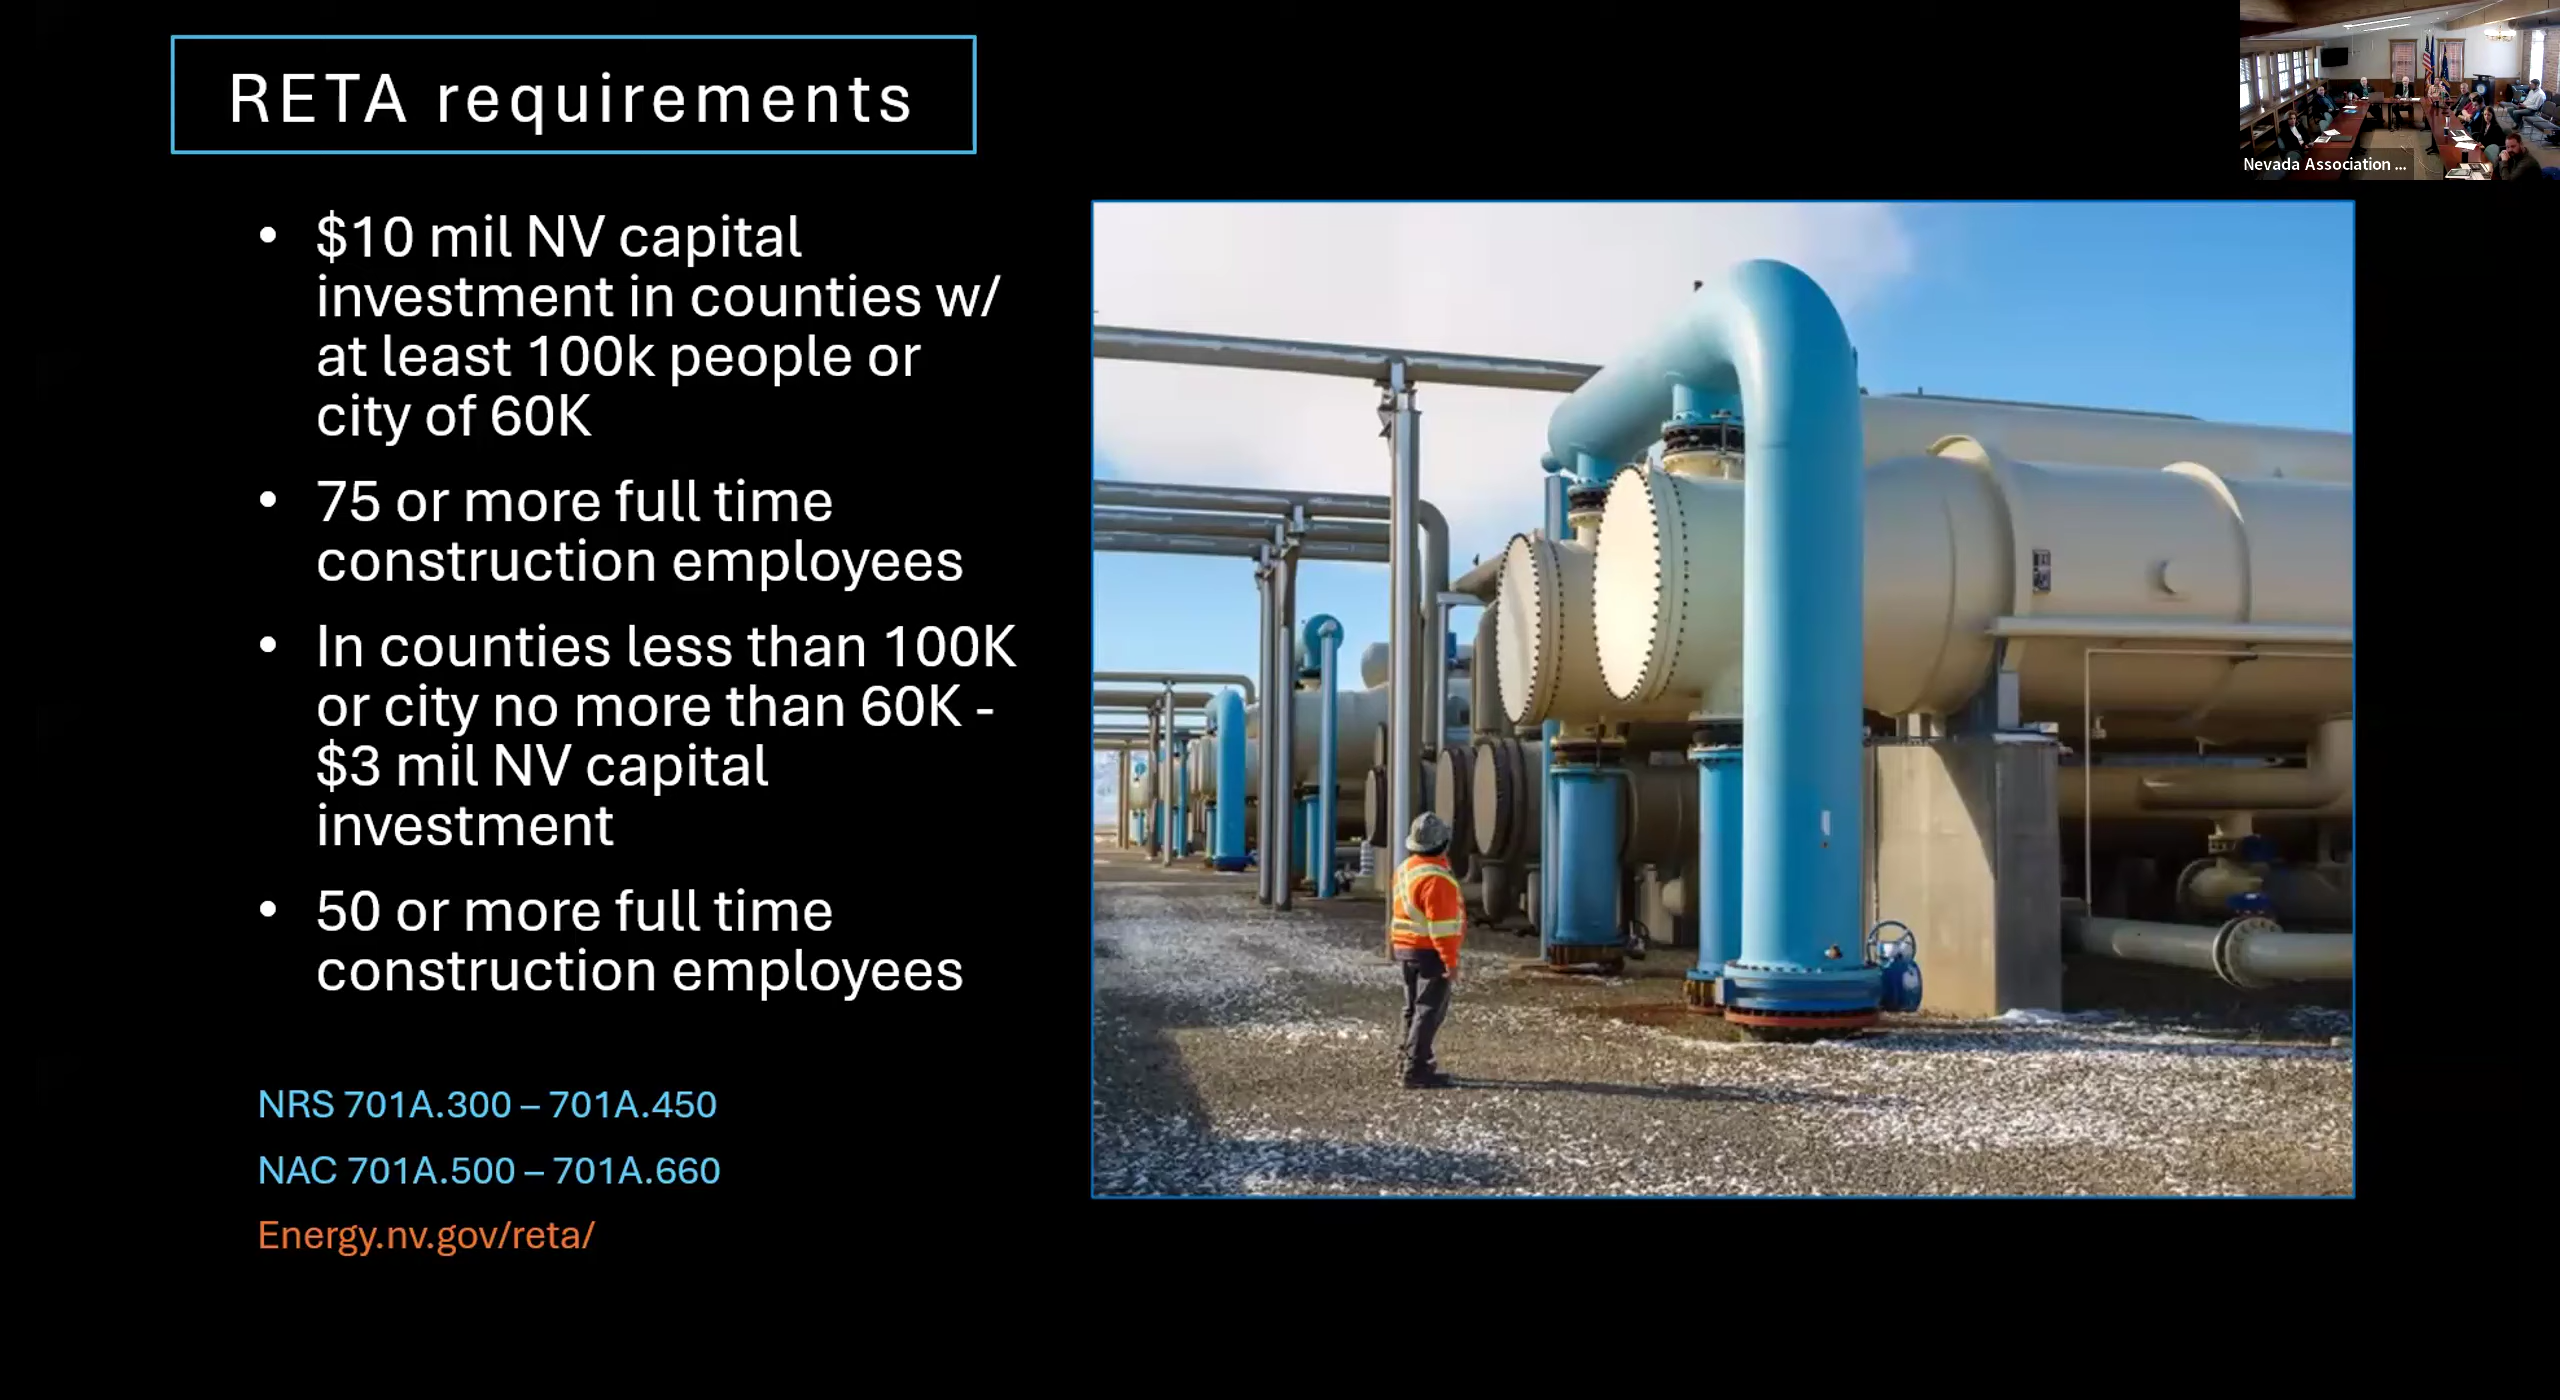 RETA requirements
Nevada Association ...
• $10 mil NV capital
investment in counties w/
at least 100k people or
city of 60K
• 75 or more full time
construction employees
• In counties less than 100K
or city no more than 60K -
$3 mil NV capital
investment
• 50 or more full time
construction employees
NRS 701A.300 – 701A.450
NAC 701A.500 – 701A.660
Energy.nv.gov/reta/